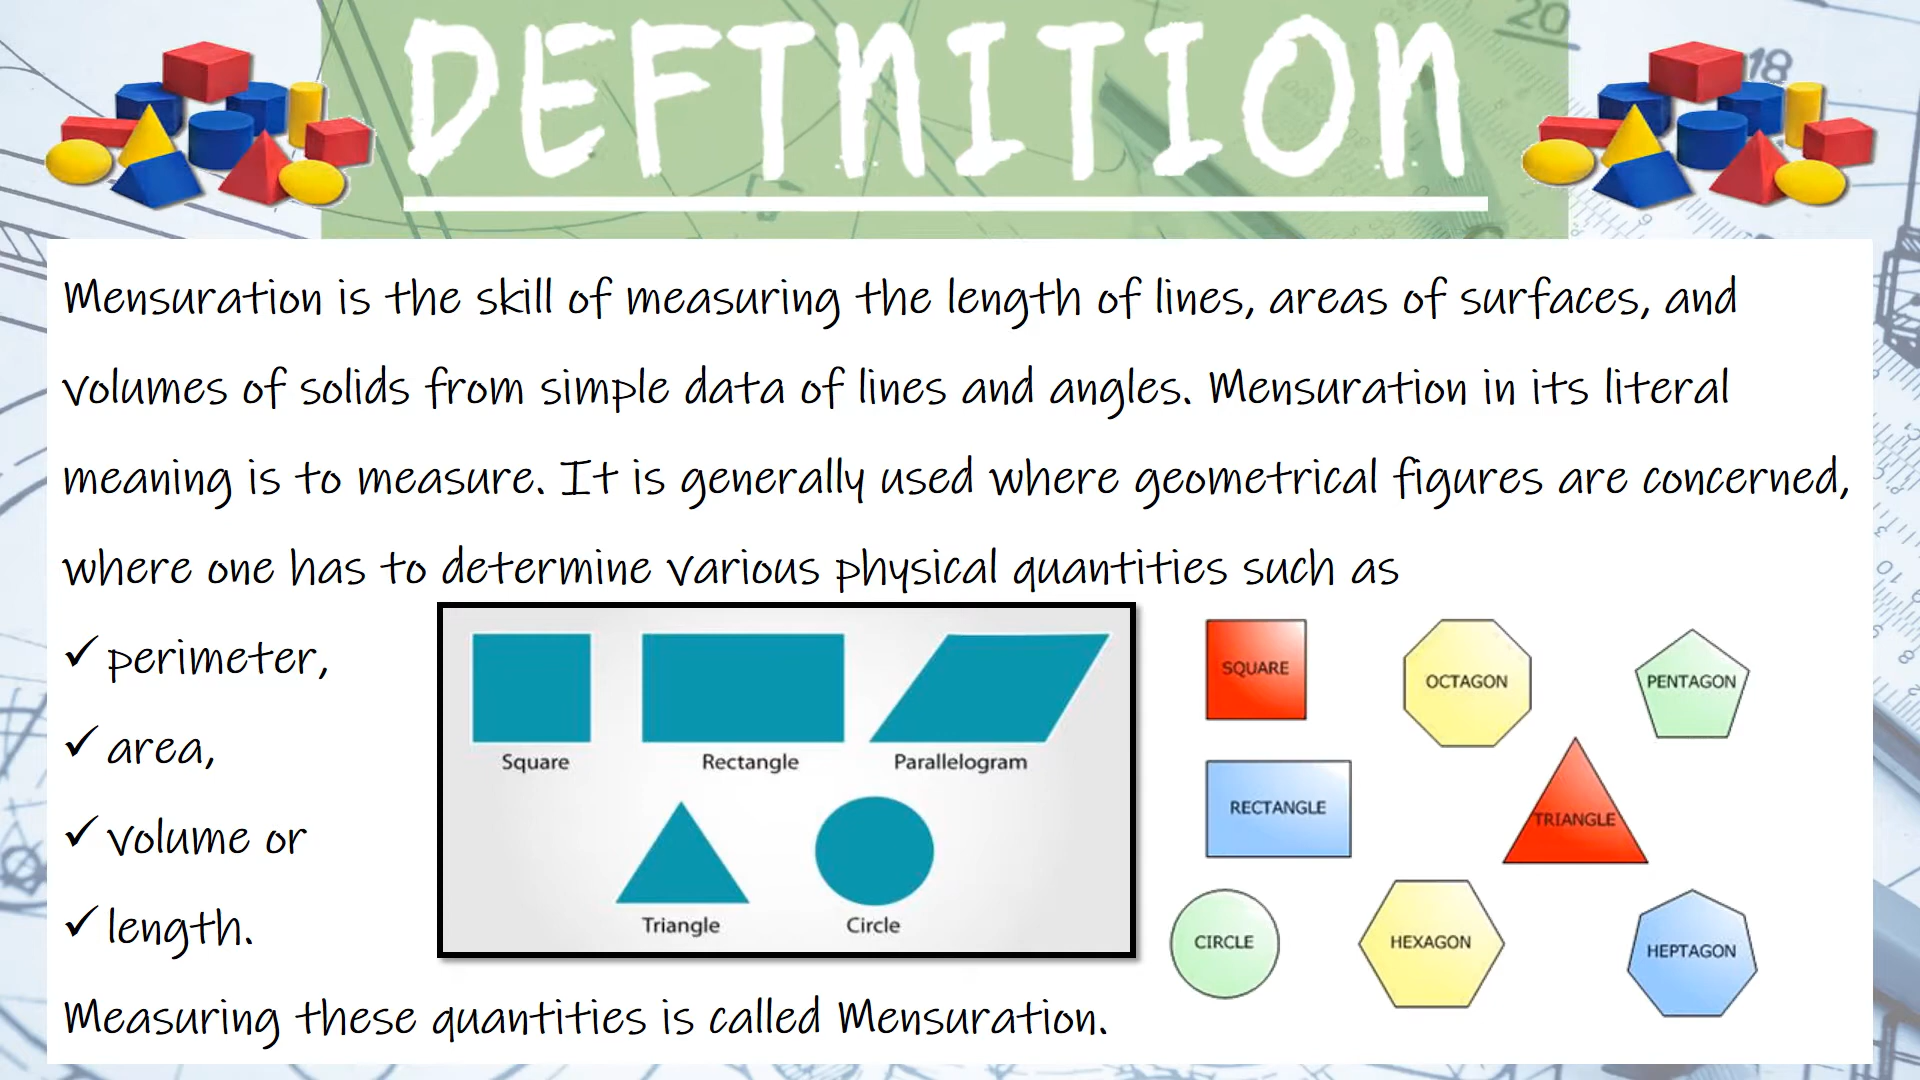 DEFINITION
20
18
Mensuration is the skill of measuring the length of lines, areas of surfaces, and
volumes of solids from simple data of lines and angles. Mensuration in its literal
meaning is to measure. It is generally used where geometrical figures are concerned,
where one has to determine various physical quantities such as
✓ perimeter,
✓ area,
✓ volume or
✓ length.
Square
Rectangle
Parallelogram
Triangle
Circle
SQUARE
OCTAGON
PENTAGON
RECTANGLE
TRIANGLE
CIRCLE
HEXAGON
HEPTAGON
Measuring these quantities is called Mensuration.